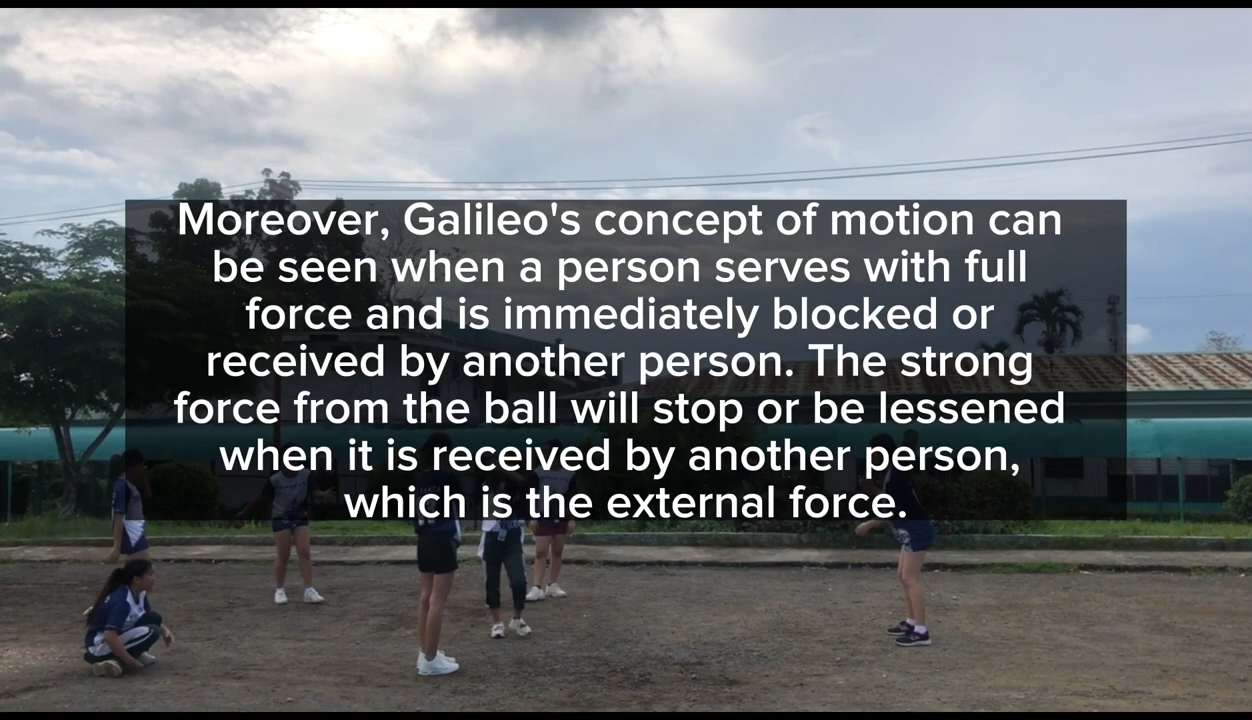 Moreover, Galileo's concept of motion can
be seen when a person serves with full
force and is immediately blocked or
received by another person. The strong
force from the ball will stop or be lessened
when it is received by another person,
which is the external force.